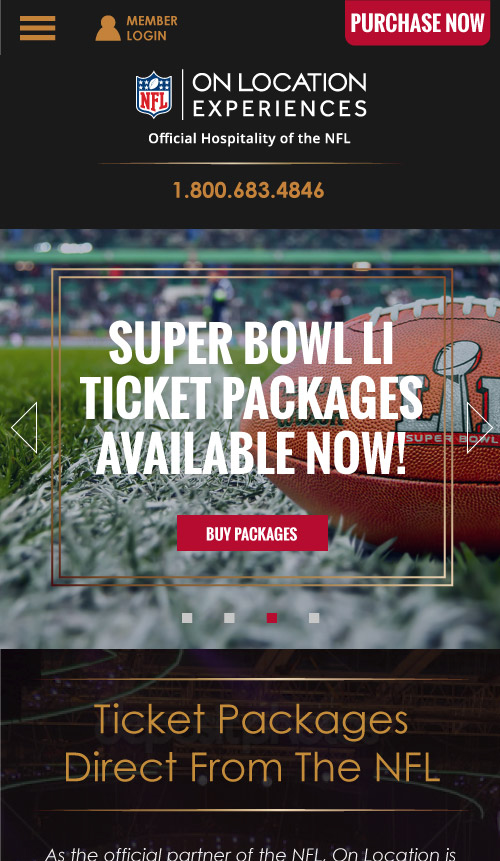 MEMBER
LOGIN
PURCHASE NOW
NFL
ON LOCATION
EXPERIENCES
Official Hospitality of the NFL
1.800.683.4846
SUPER BOWL LI
TICKET PACKAGES
AVAILABLE NOW!
LI
SUPER BOWL
BUY PACKAGES
Ticket Packages
Direct From The NFL
As the official partner of the NFL, On Location is